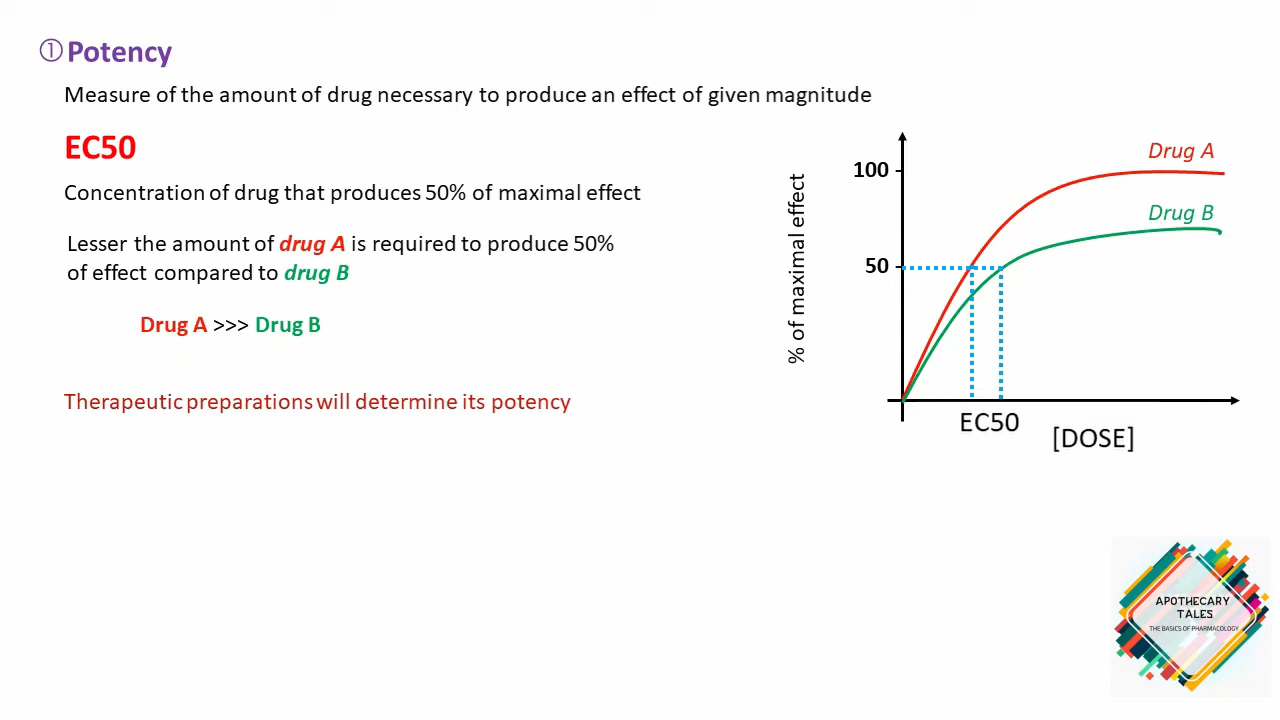 ① Potency
Measure of the amount of drug necessary to produce an effect of given magnitude
EC50
Concentration of drug that produces 50% of maximal effect
Lesser the amount of drug A is required to produce 50%
of effect compared to drug B
Drug A >>> Drug B
Therapeutic preparations will determine its potency
% of maximal effect
100
50
Drug A
Drug B
EC50
[DOSE]
APOTHECARY
TALES
THE BASICS OF PHARMACOLOGY